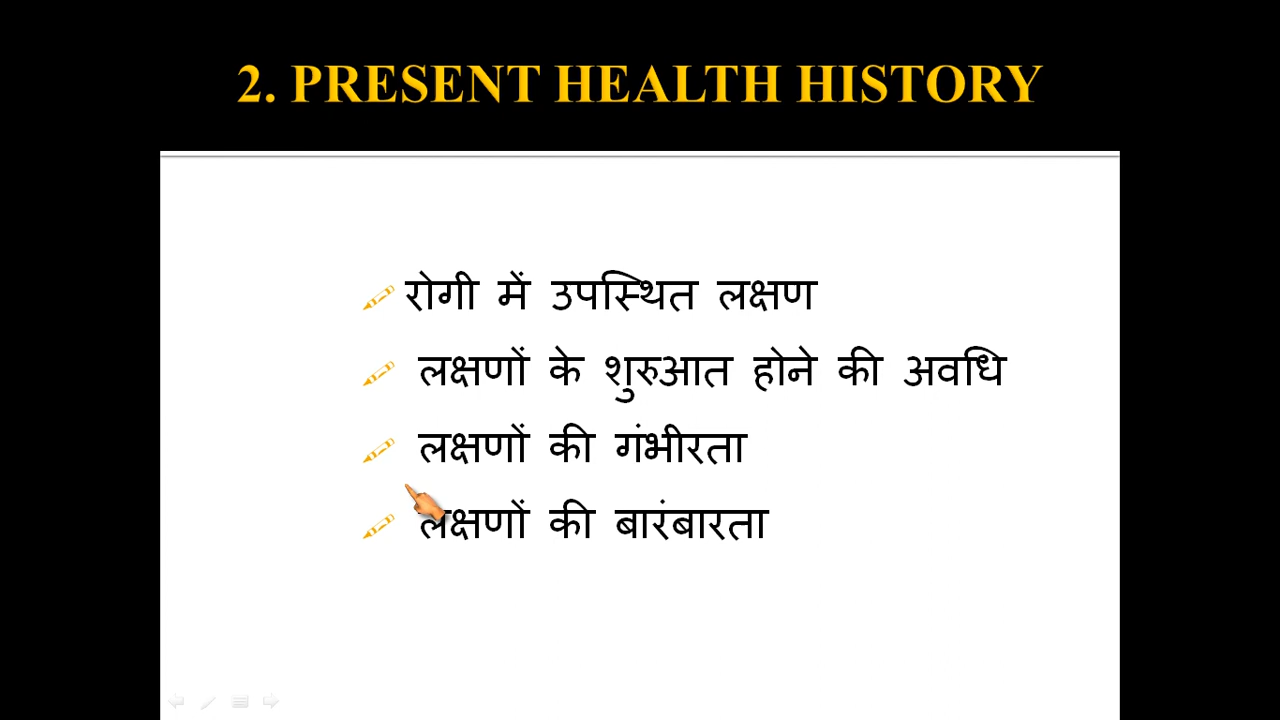 2. PRESENT HEALTH HISTORY
रोगी में उपस्थित लक्षण
लक्षणों के शुरुआत होने की अवधि
लक्षणों की गंभीरता
लक्षणों की बारंबारता